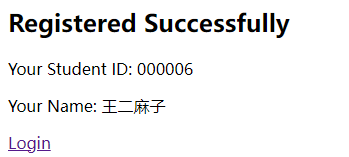 Registered Successfully
Your Student ID: 000006
Your Name: 王二麻子
Login